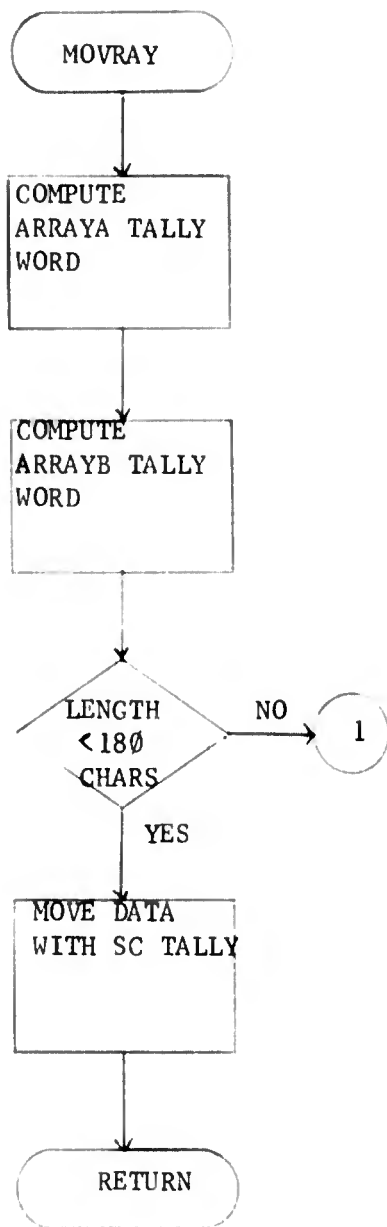 MOVRAY
COMPUTE
ARRAYA TALLY
WORD
COMPUTE
ARRAYB TALLY
WORD
LENGTH
<18Ø
CHARS
NO
1
YES
MOVE DATA
WITH SC TALLY
RETURN